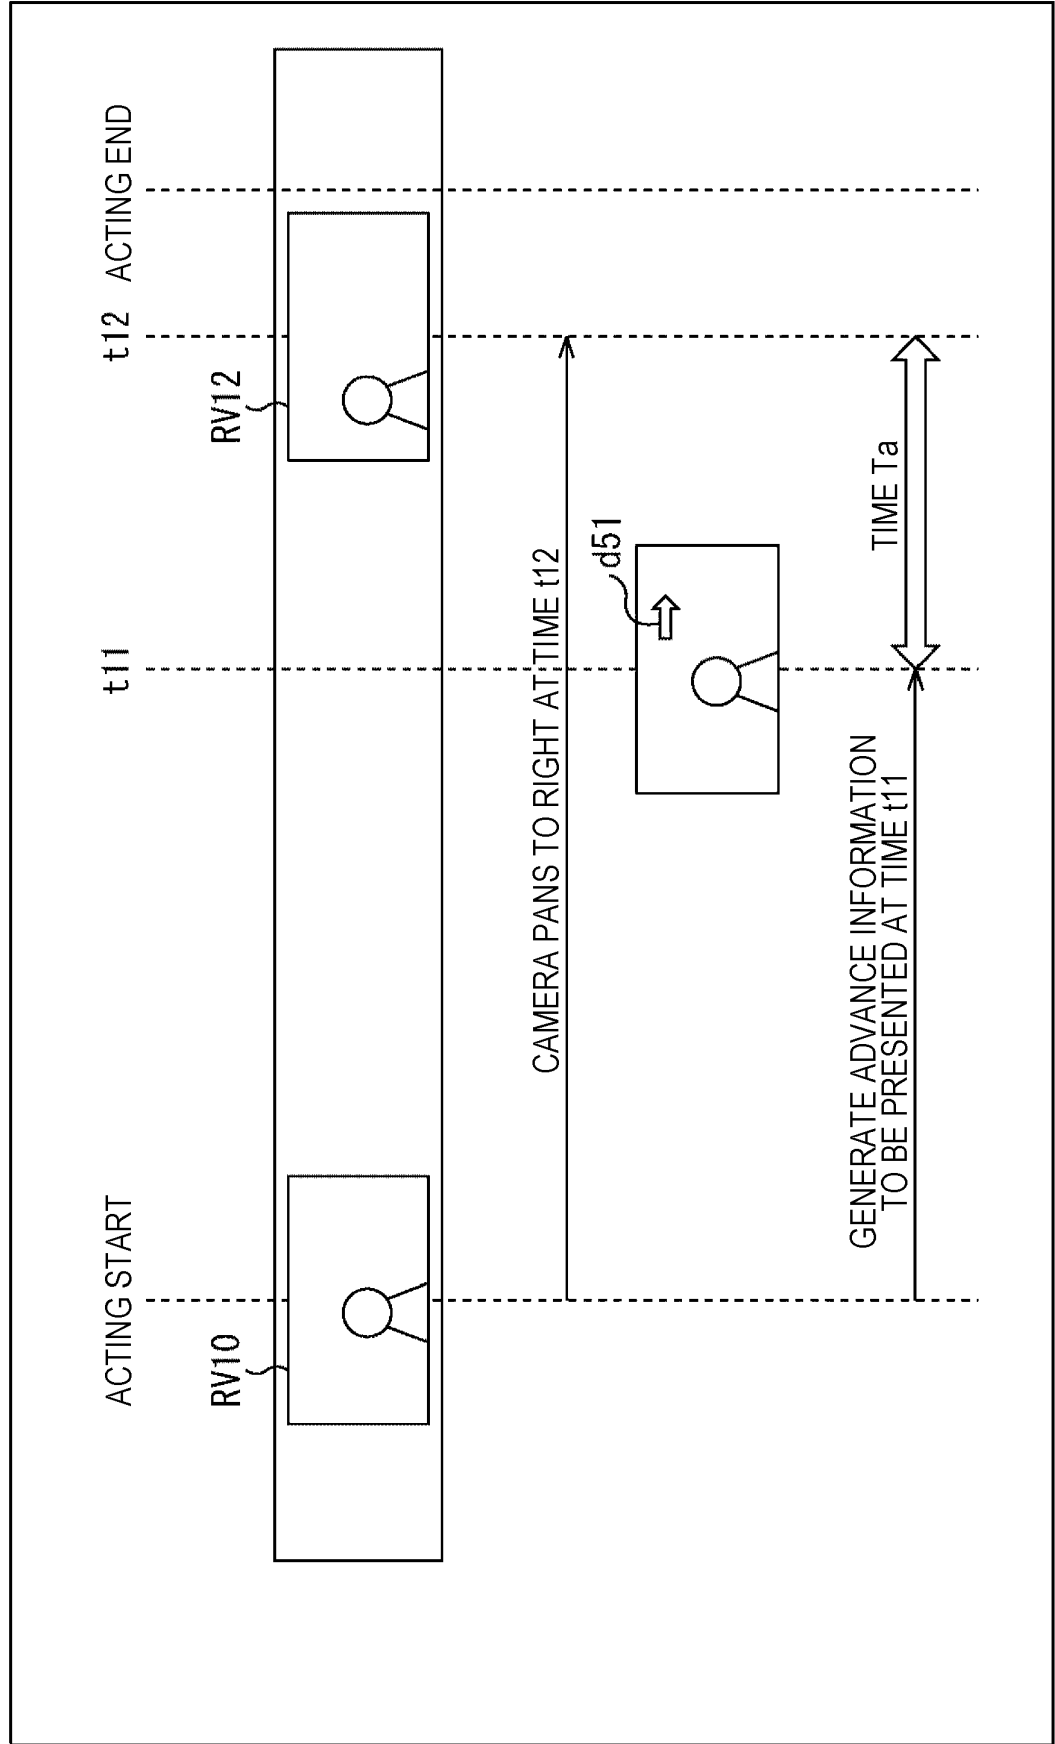 ACTING START
t11
t12
ACTING END
RV10
RV12
CAMERA PANS TO RIGHT AT TIME t12
d51
GENERATE ADVANCE INFORMATION
TO BE PRESENTED AT TIME t11
TIME Ta